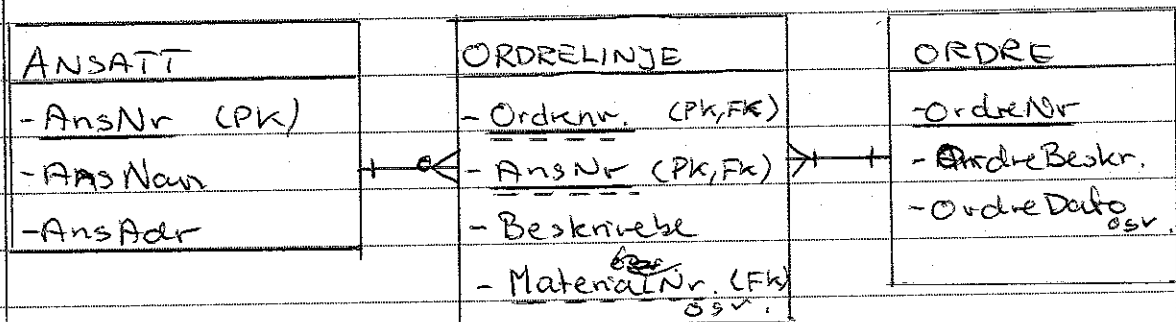 ANSATT
- AnsNr (PK)
- AnsNavn
- AnsAdr
ORDRELINJE
- Ordrenr. (PK,FK)
- AnsNr (PK,FK)
- Beskrivelse
- MaterialNr. (FK)
osv.
ORDRE
- OrdreNr
- OrdreBeskr.
- OrdreDato
osv.